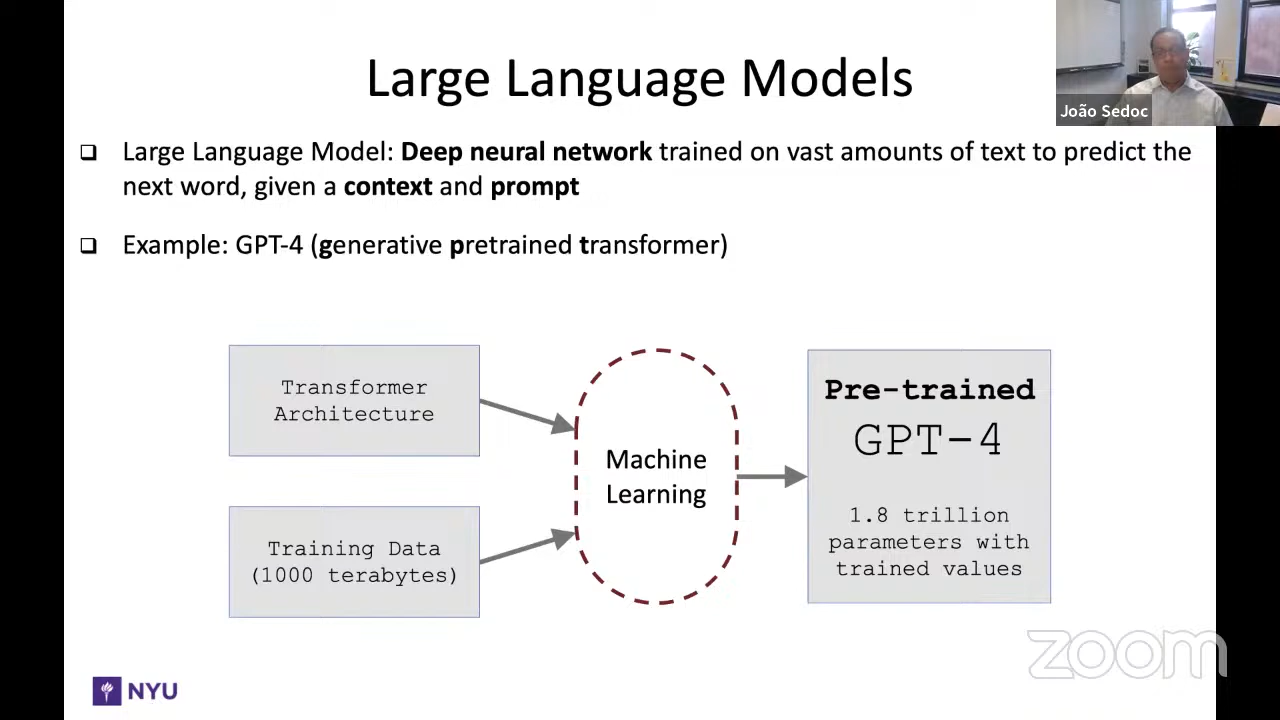 Large Language Models
João Sedoc
Large Language Model: Deep neural network trained on vast amounts of text to predict the
next word, given a context and prompt
Example: GPT-4 (generative pretrained transformer)
Transformer
Architecture
Training Data
(1000 terabytes)
Machine
Learning
Pre-trained
GPT-4
1.8 trillion
parameters with
trained values
zoom
NYU